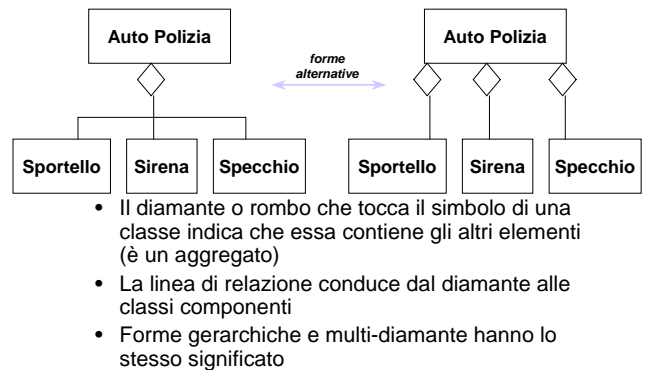 Auto Polizia
Auto Polizia
forme
alternative
Sportello
Sirena
Specchio
Sportello
Sirena
Specchio
• Il diamante o rombo che tocca il simbolo di una
classe indica che essa contiene gli altri elementi
(è un aggregato)
• La linea di relazione conduce dal diamante alle
classi componenti
• Forme gerarchiche e multi-diamante hanno lo
stesso significato